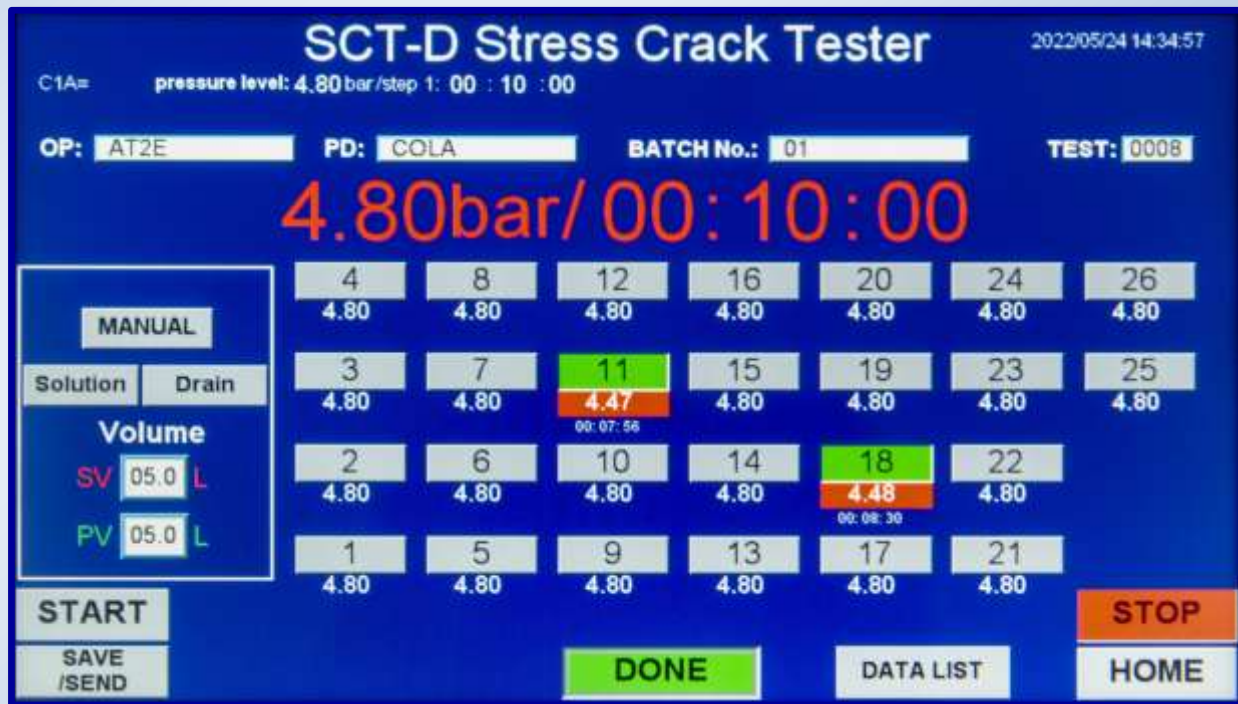 SCT-D Stress Crack Tester
2022/05/24 14:34:57
C1A= pressure level: 4.80 bar/step 1: 00 : 10 : 00
OP: AT2E PD: COLA BATCH No.: 01 TEST: 0008
4.80bar/ 00 : 10 : 00
4 8 12 16 20 24 26
4.80 4.80 4.80 4.80 4.80 4.80 4.80
MANUAL
3 7 11 15 19 23 25
4.80 4.80 4.47 4.80 4.80 4.80 4.80
00: 07: 56
Solution Drain
Volume
2 6 10 14 18 22
4.80 4.80 4.80 4.80 4.48 4.80
00: 08: 30
SV 05.0 L
PV 05.0 L
1 5 9 13 17 21
4.80 4.80 4.80 4.80 4.80 4.80
START
STOP
SAVE
/SEND
DONE
DATA LIST
HOME